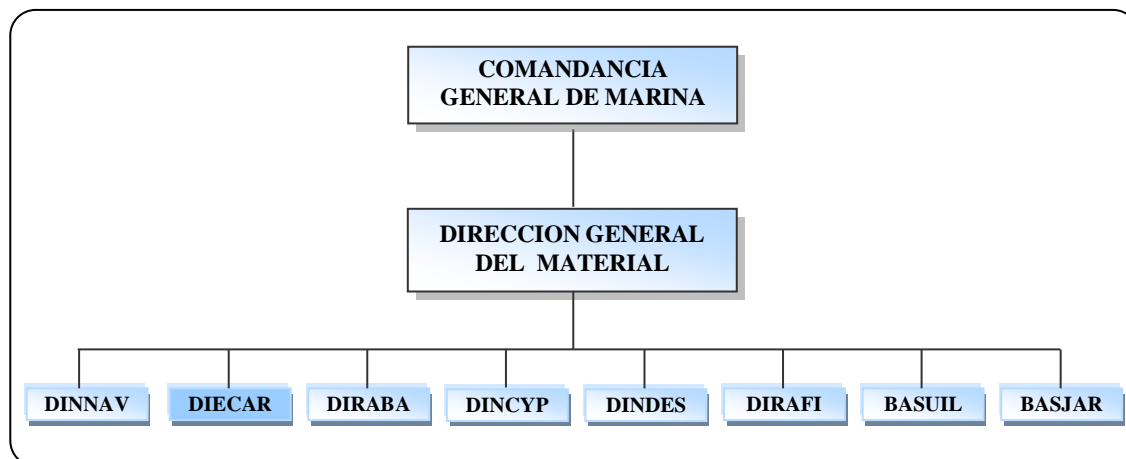 COMANDANCIA
GENERAL DE MARINA
DIRECCION GENERAL
DEL MATERIAL
DINNAV
DIECAR
DIRABA
DINCYP
DINDES
DIRAFI
BASUIL
BASJAR